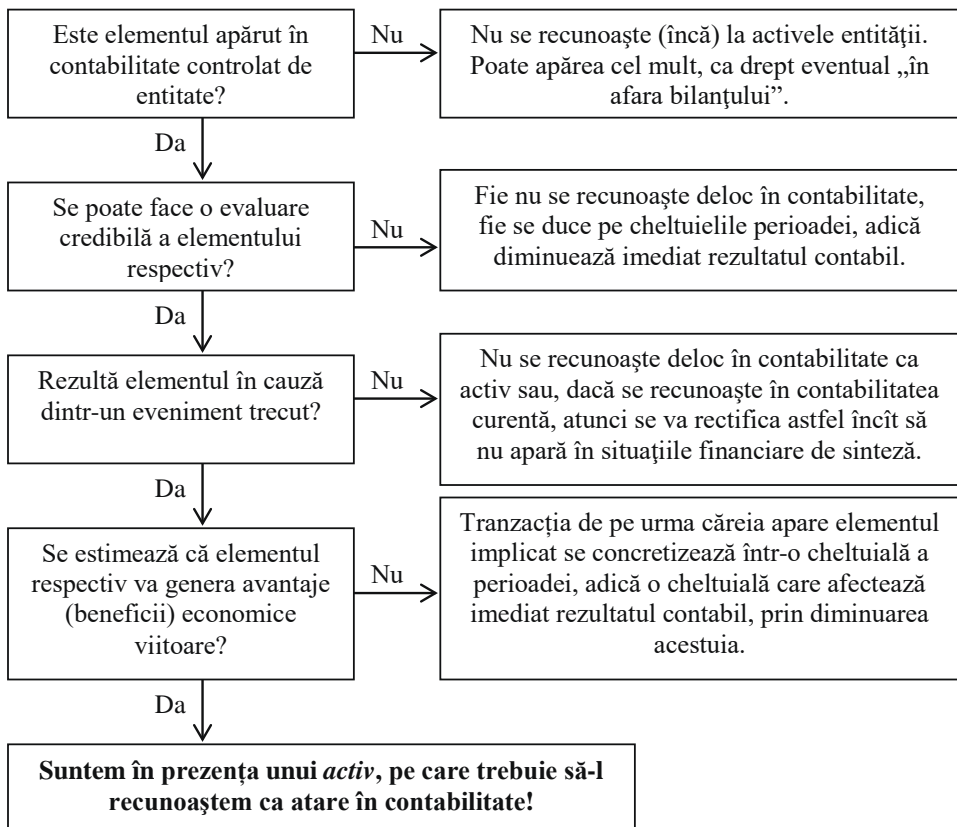 Este elementul apărut în
contabilitate controlat de
entitate?
Nu
Nu se recunoaşte (încă) la activele entităţii.
Poate apărea cel mult, ca drept eventual „în
afara bilanţului”.
Da
Se poate face o evaluare
credibilă a elementului
respectiv?
Nu
Fie nu se recunoaşte deloc în contabilitate,
fie se duce pe cheltuielile perioadei, adică
diminuează imediat rezultatul contabil.
Da
Rezultă elementul în cauză
dintr-un eveniment trecut?
Nu
Nu se recunoaşte deloc în contabilitate ca
activ sau, dacă se recunoaşte în contabilitatea
curentă, atunci se va rectifica astfel încît să
nu apară în situaţiile financiare de sinteză.
Da
Se estimează că elementul
respectiv va genera avantaje
(beneficii) economice
viitoare?
Nu
Tranzacția de pe urma căreia apare elementul
implicat se concretizează într-o cheltuială a
perioadei, adică o cheltuială care afectează
imediat rezultatul contabil, prin diminuarea
acestuia.
Da
Suntem în prezența unui activ, pe care trebuie să-l
recunoaştem ca atare în contabilitate!